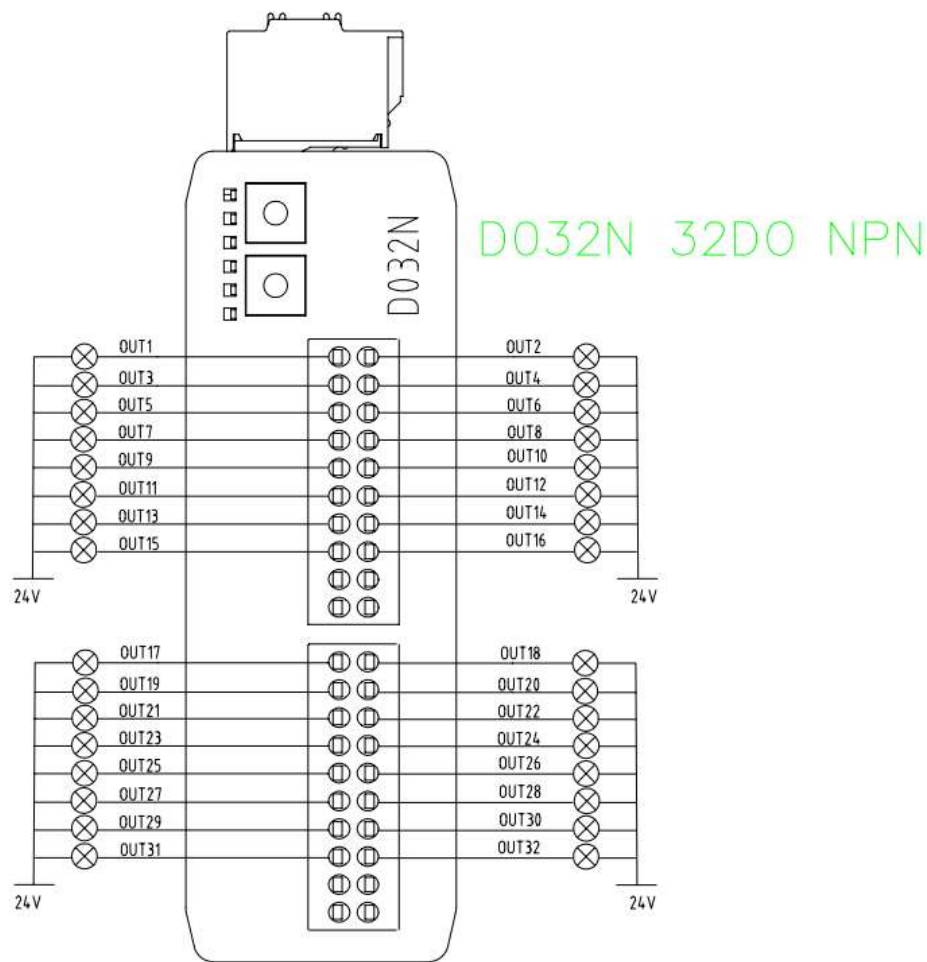 D032N
D032N 32DO NPN
OUT1 OUT2
OUT3 OUT4
OUT5 OUT6
OUT7 OUT8
OUT9 OUT10
OUT11 OUT12
OUT13 OUT14
OUT15 OUT16
24V 24V
OUT17 OUT18
OUT19 OUT20
OUT21 OUT22
OUT23 OUT24
OUT25 OUT26
OUT27 OUT28
OUT29 OUT30
OUT31 OUT32
24V 24V